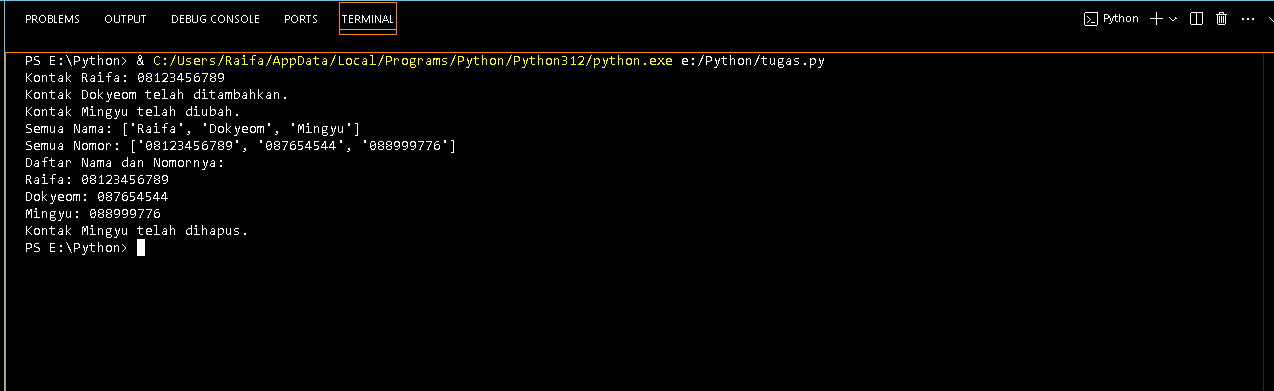 PROBLEMS OUTPUT DEBUG CONSOLE PORTS TERMINAL Python
PS E:\Python> & C:/Users/Raifa/AppData/Local/Programs/Python/Python312/python.exe e:/Python/tugas.py
Kontak Raifa: 08123456789
Kontak Dokyeom telah ditambahkan.
Kontak Mingyu telah diubah.
Semua Nama: ['Raifa', 'Dokyeom', 'Mingyu']
Semua Nomor: ['08123456789', '087654544', '088999776']
Daftar Nama dan Nomornya:
Raifa: 08123456789
Dokyeom: 087654544
Mingyu: 088999776
Kontak Mingyu telah dihapus.
PS E:\Python>